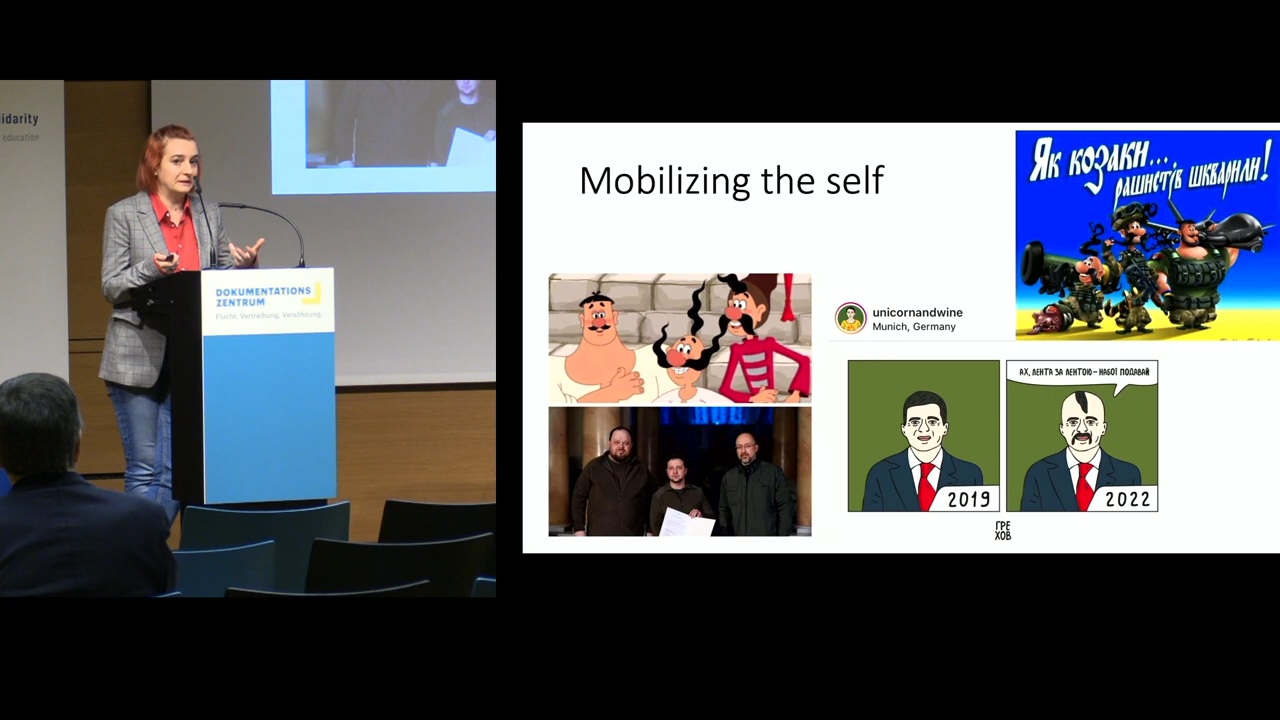 idarity
education
DOKUMENTATIONS
ZENTRUM
Flucht, Vertreibung, Versöhnung
Mobilizing the self
Як козаки...
рашистів шкварили!
unicornandwine
Munich, Germany
АХ, ЛЕНТА ЗА ЛЕНТОЮ – НАБОЇ ПОДАВАЙ
2019
2022
ГРЕ
ХОВ